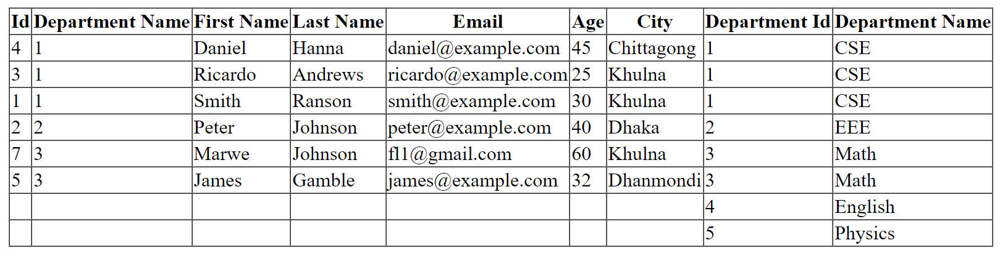 Id Department Name First Name Last Name Email Age City Department Id Department Name
4 1 Daniel Hanna daniel@example.com 45 Chittagong 1 CSE
3 1 Ricardo Andrews ricardo@example.com 25 Khulna 1 CSE
1 1 Smith Ranson smith@example.com 30 Khulna 1 CSE
2 2 Peter Johnson peter@example.com 40 Dhaka 2 EEE
7 3 Marwe Johnson fl1@gmail.com 60 Khulna 3 Math
5 3 James Gamble james@example.com 32 Dhanmondi 3 Math
4 English
5 Physics